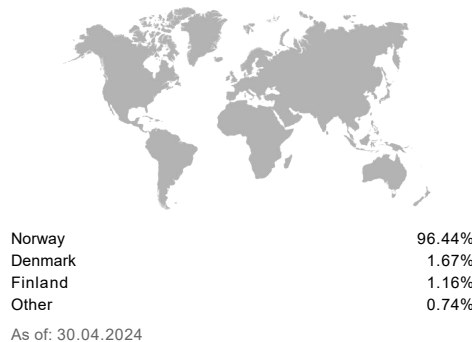 Norway 96.44%
Denmark 1.67%
Finland 1.16%
Other 0.74%
As of: 30.04.2024